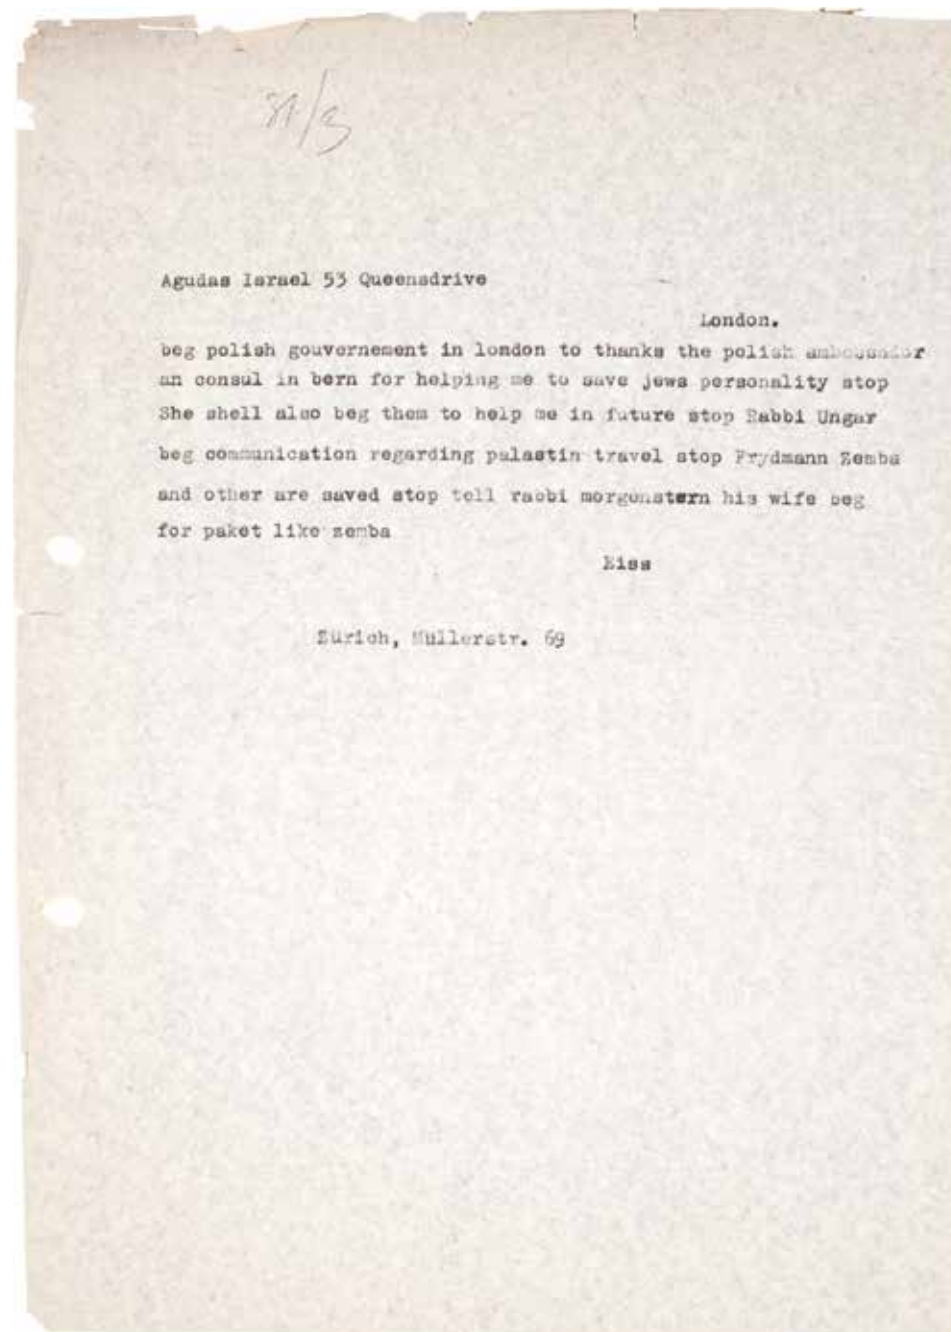 31/3
Agudas Israel 53 Queensdrive
London.
beg polish gouvernement in london to thanks the polish ambassador
an consul in bern for helping me to save jews personality stop
She shell also beg them to help me in future stop Rabbi Ungar
beg communication regarding palastin travel stop Frydmann Zemba
and other are saved stop tell rabbi morgenstern his wife beg
for paket like zemba
Eiss
Zürich, Müllerstr. 69